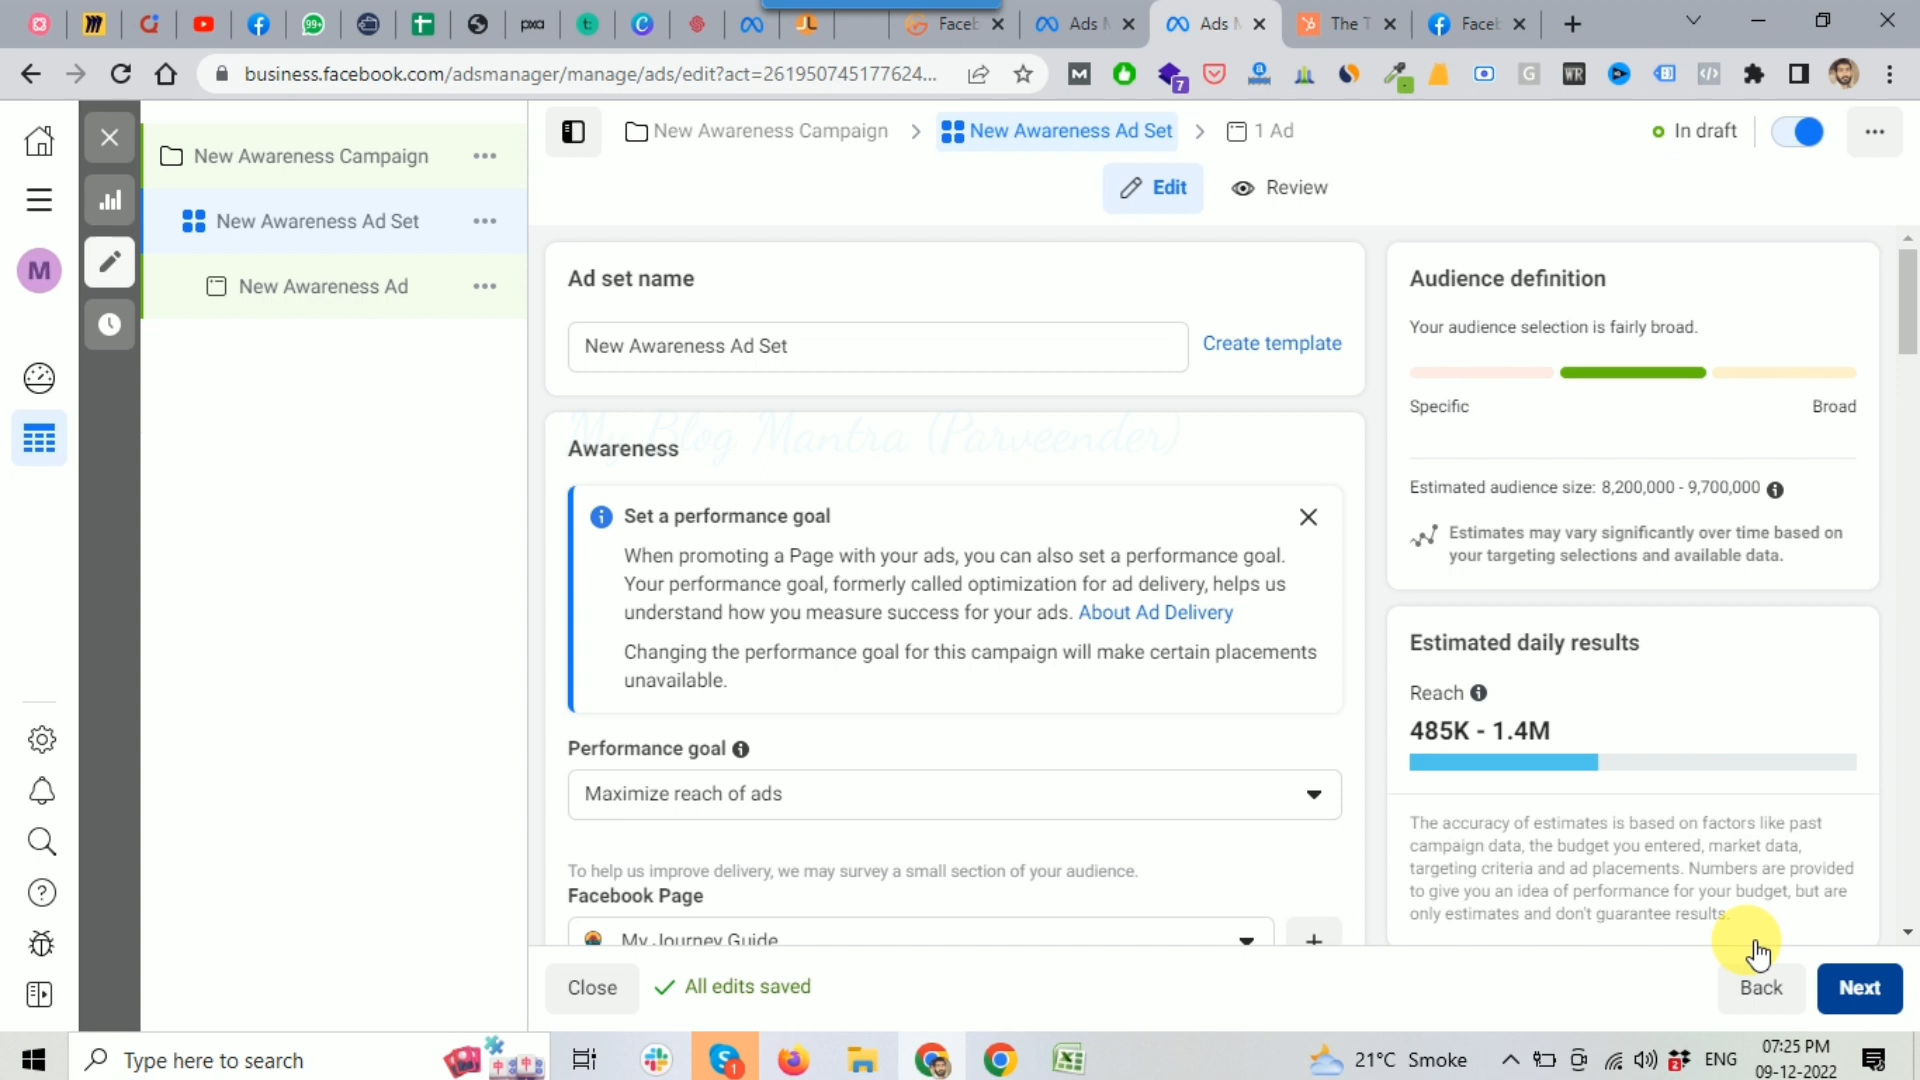 Faceb
Ads M
Ads M
The T
Faceb
99+
pxa
business.facebook.com/adsmanager/manage/ads/edit?act=261950745177624...
7
WR
M
New Awareness Campaign
New Awareness Ad Set
New Awareness Ad
New Awareness Campaign
New Awareness Ad Set
1 Ad
In draft
Edit
Review
Ad set name
New Awareness Ad Set
Create template
My Blog Mantra (Parveender)
Awareness
Set a performance goal
When promoting a Page with your ads, you can also set a performance goal.
Your performance goal, formerly called optimization for ad delivery, helps us
understand how you measure success for your ads. About Ad Delivery
Changing the performance goal for this campaign will make certain placements
unavailable.
Performance goal
Maximize reach of ads
To help us improve delivery, we may survey a small section of your audience.
Facebook Page
My Journey Guide
Audience definition
Your audience selection is fairly broad.
Specific
Broad
Estimated audience size: 8,200,000 - 9,700,000
Estimates may vary significantly over time based on
your targeting selections and available data.
Estimated daily results
Reach
485K - 1.4M
The accuracy of estimates is based on factors like past
campaign data, the budget you entered, market data,
targeting criteria and ad placements. Numbers are provided
to give you an idea of performance for your budget, but are
only estimates and don't guarantee results.
Close
All edits saved
Back
Next
Type here to search
21°C Smoke
ENG
07:25 PM
09-12-2022